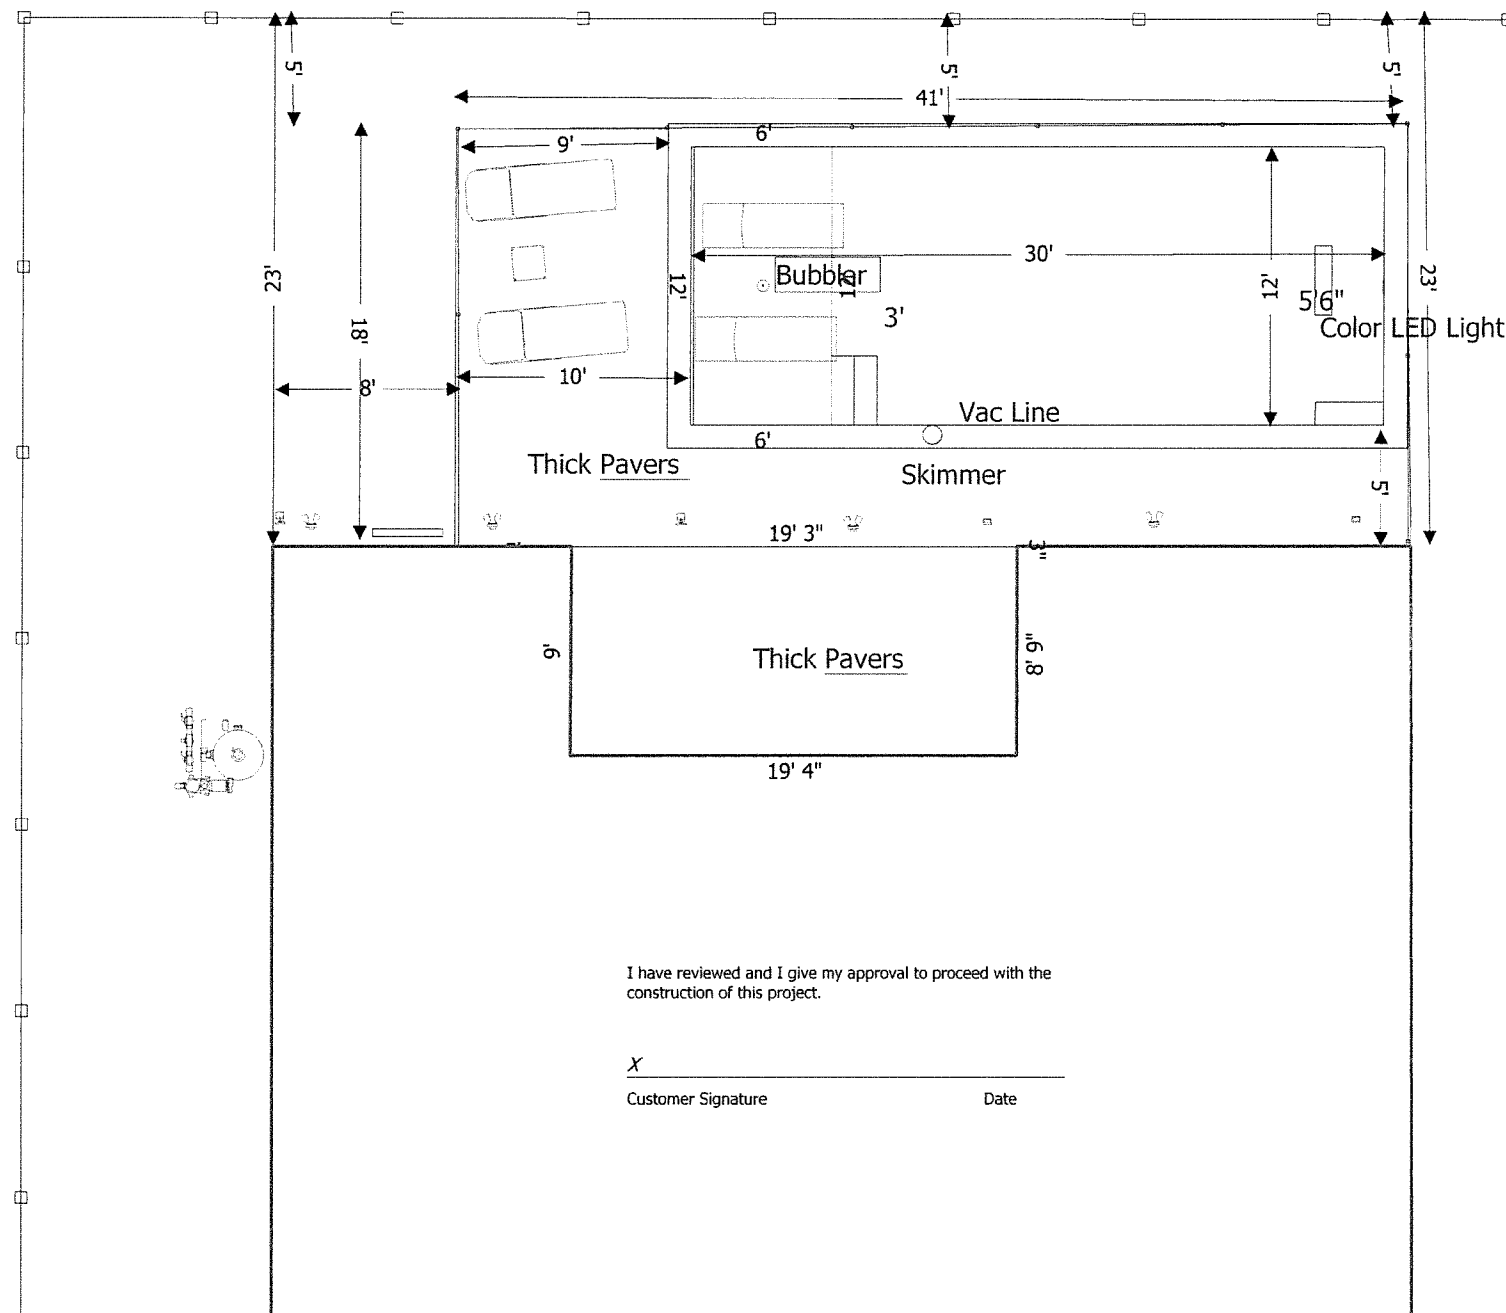 5'
5'
5'
41'
9'
6'
30'
Bubbler
12'
12'
12'
23'
23'
5' 6"
3'
Color LED Light
18'
10'
8'
Vac Line
6'
Thick Pavers
Skimmer
5'
19' 3"
3"
9'
8' 6"
Thick Pavers
19' 4"
I have reviewed and I give my approval to proceed with the
construction of this project.
X
Customer Signature Date